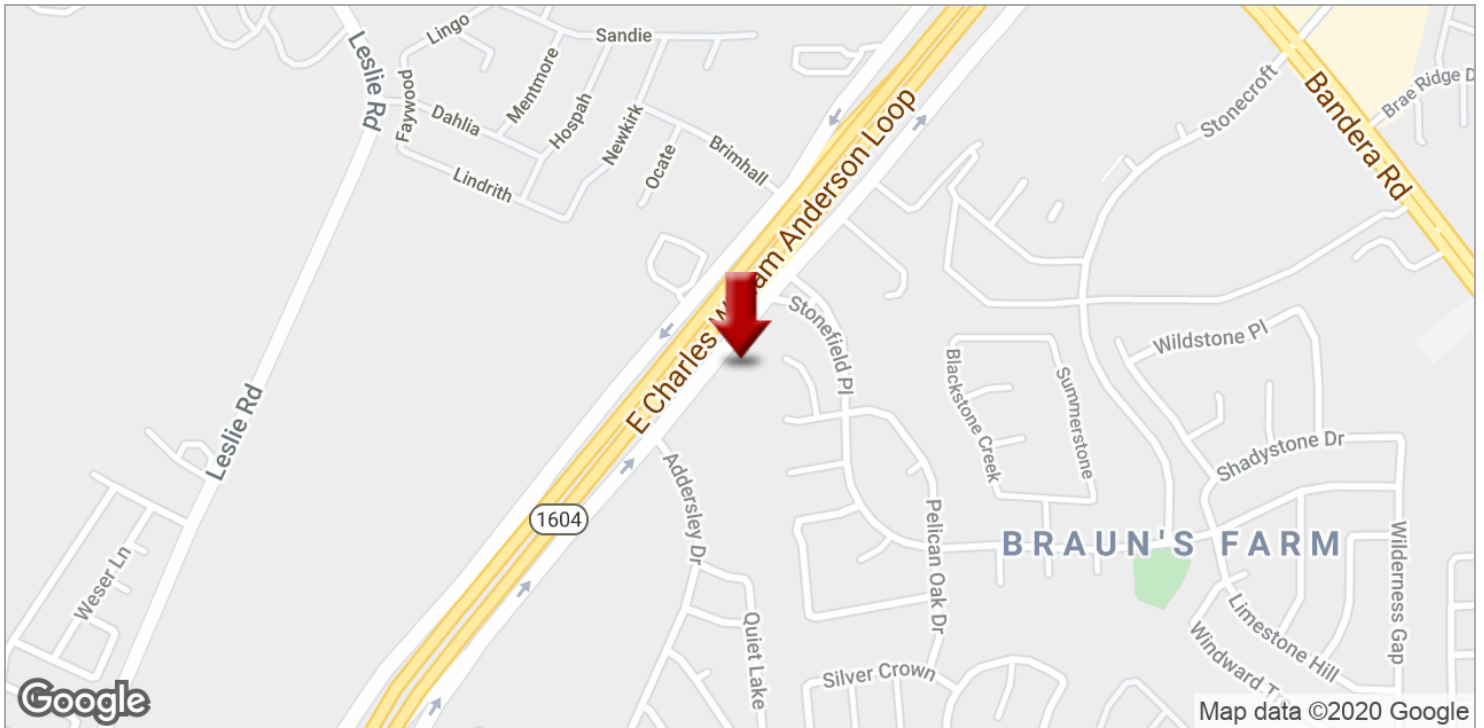 Lingo
Sandie
Leslie Rd
Faywood
Mentmore
Dahlia
Hospah
Newkirk
Brimhall
Ocate
Lindrith
E Charles William Anderson Loop
Stonecroft
Bandera Rd
Brae Ridge D
Stonefield Pl
Wildstone Pl
Blackstone Creek
Summerstone
Leslie Rd
Shadystone Dr
Addersley Dr
1604
Pelican Oak Dr
BRAUN'S FARM
Wilderness Gap
Weser Ln
Quiet Lake
Limestone Hill
Windward Tr
Silver Crown
Google
Map data ©2020 Google